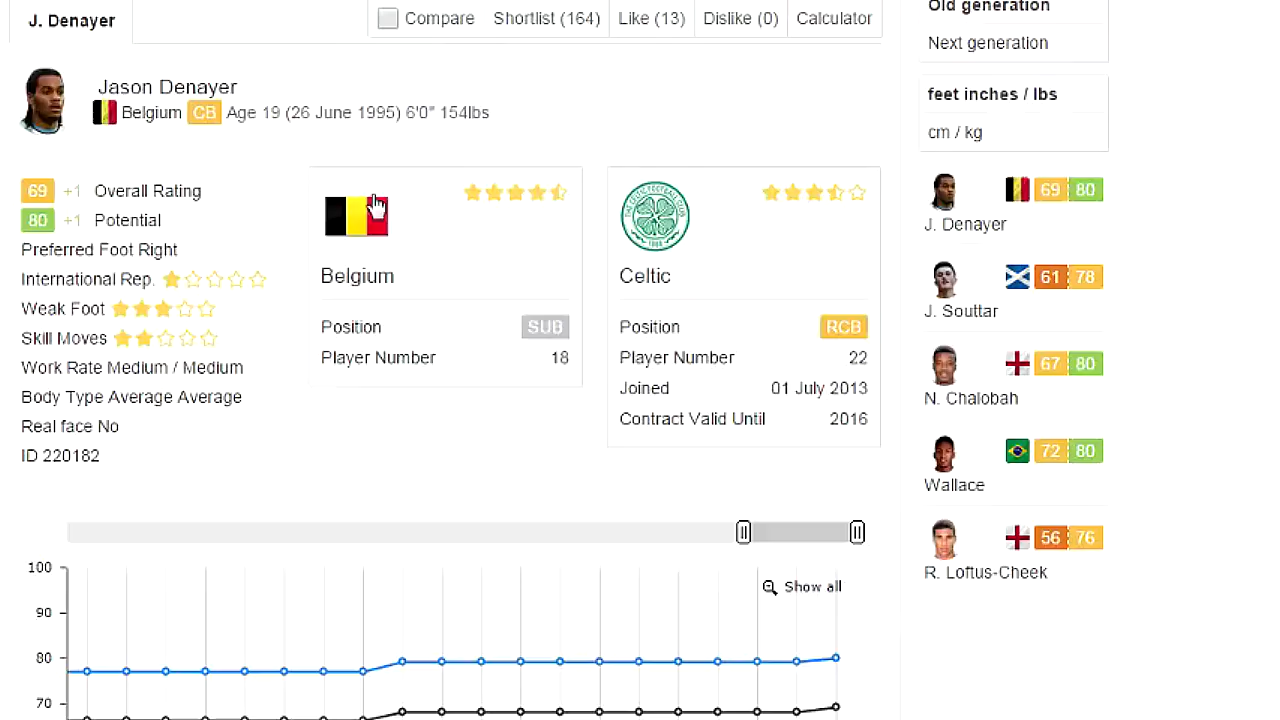 J. Denayer
Compare Shortlist (164) Like (13) Dislike (0) Calculator
Jason Denayer
Belgium CB Age 19 (26 June 1995) 6'0" 154lbs
69 +1 Overall Rating
80 +1 Potential
Preferred Foot Right
International Rep.
Weak Foot
Skill Moves
Work Rate Medium / Medium
Body Type Average Average
Real face No
ID 220182
Belgium
Position SUB
Player Number 18
THE CELTIC FOOTBALL CLUB
1888
Celtic
Position RCB
Player Number 22
Joined 01 July 2013
Contract Valid Until 2016
Show all
100
90
80
70
Old generation
Next generation
feet inches / lbs
cm / kg
69 80
J. Denayer
61 78
J. Souttar
67 80
N. Chalobah
72 80
Wallace
56 76
R. Loftus-Cheek